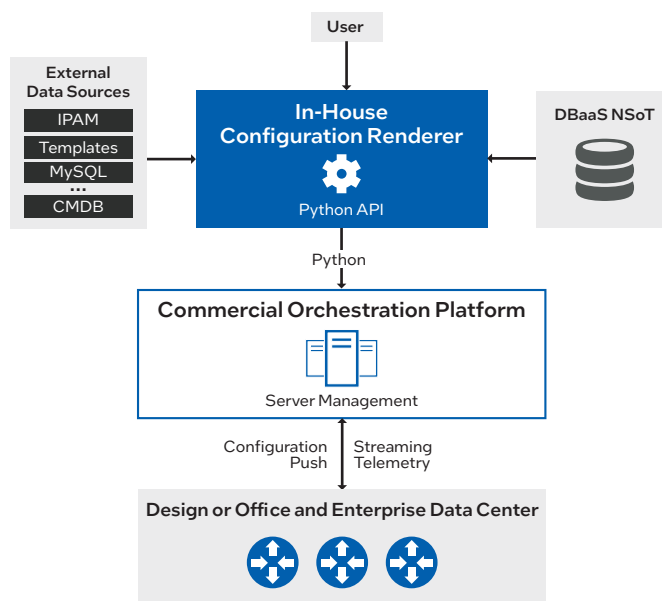 User
External
Data Sources
IPAM
Templates
MySQL
...
CMDB
In-House
Configuration Renderer
Python API
DBaaS NSoT
Python
Commercial Orchestration Platform
Server Management
Configuration
Push
Streaming
Telemetry
Design or Office and Enterprise Data Center